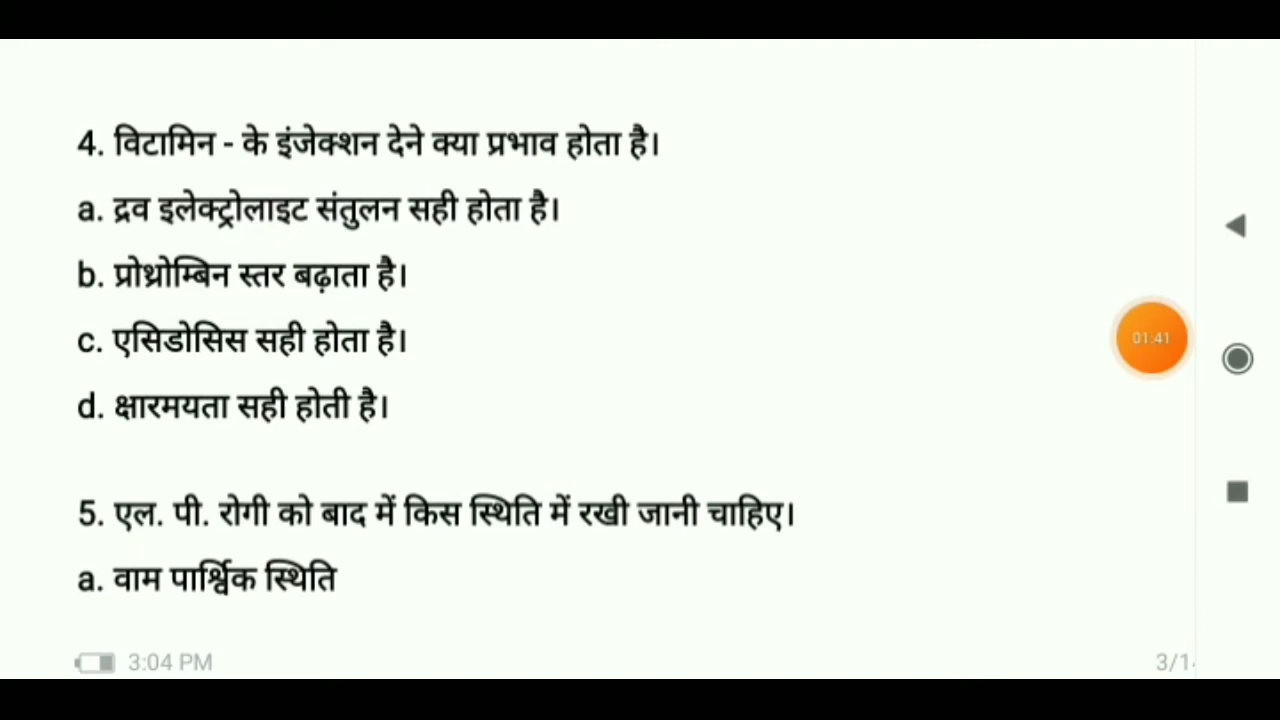 4. विटामिन - के इंजेक्शन देने क्या प्रभाव होता है।
a. द्रव इलेक्ट्रोलाइट संतुलन सही होता है।
b. प्रोथ्रोम्बिन स्तर बढ़ाता है।
c. एसिडोसिस सही होता है।
d. क्षारमयता सही होती है।
01:41
5. एल. पी. रोगी को बाद में किस स्थिति में रखी जानी चाहिए।
a. वाम पार्श्विक स्थिति
3:04 PM
3/1